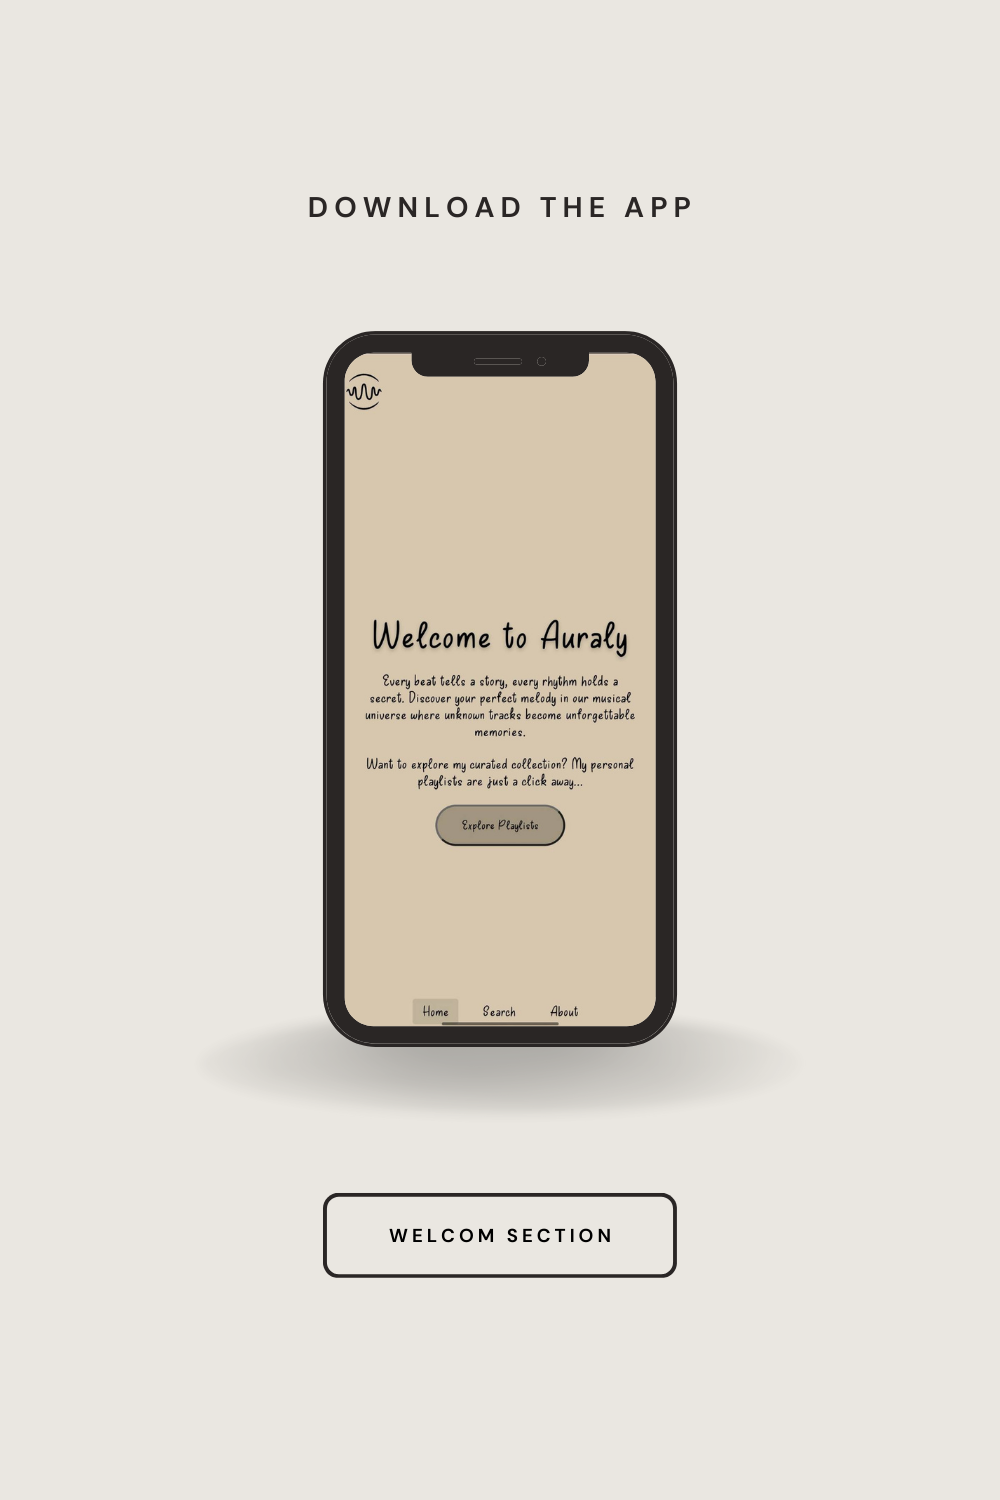 DOWNLOAD THE APP
Welcome to Auraly
Every beat tells a story, every rhythm holds a
secret. Discover your perfect melody in our musical
universe where unknown tracks become unforgettable
memories.
Want to explore my curated collection? My personal
playlists are just a click away...
Explore Playlists
Home Search About
WELCOM SECTION